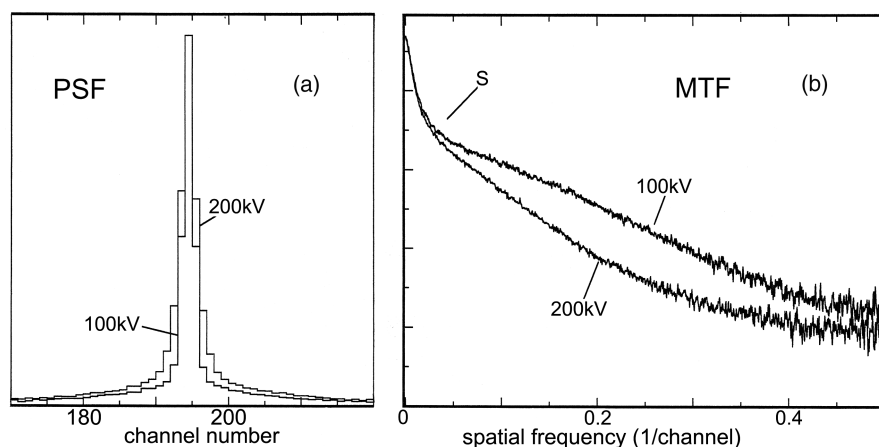 PSF
(a)
200kV
100kV
180
200
channel number
S
MTF
(b)
100kV
200kV
0
0.2
0.4
spatial frequency (1/channel)